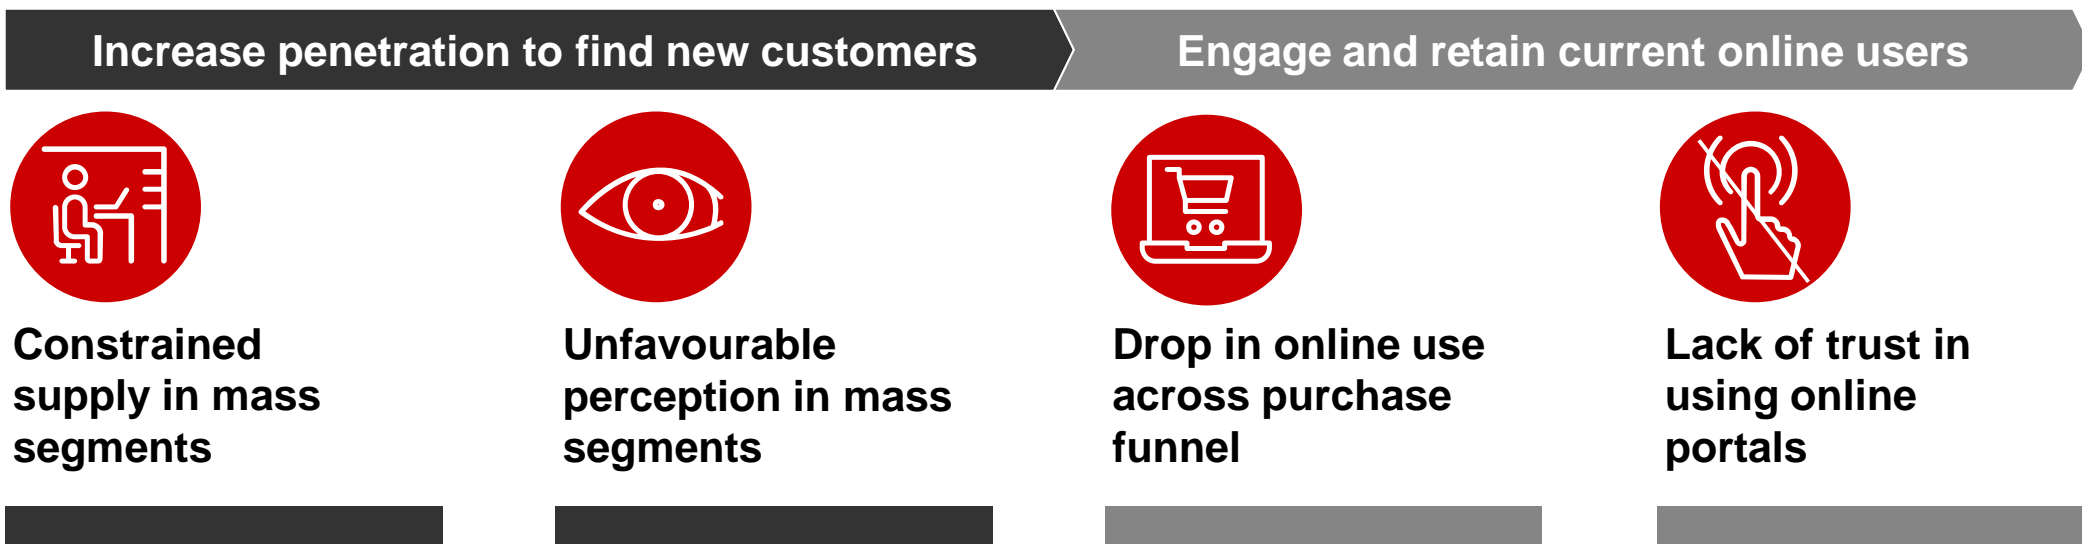 Increase penetration to find new customers
Engage and retain current online users
Constrained
supply in mass
segments
Unfavourable
perception in mass
segments
Drop in online use
across purchase
funnel
Lack of trust in
using online
portals